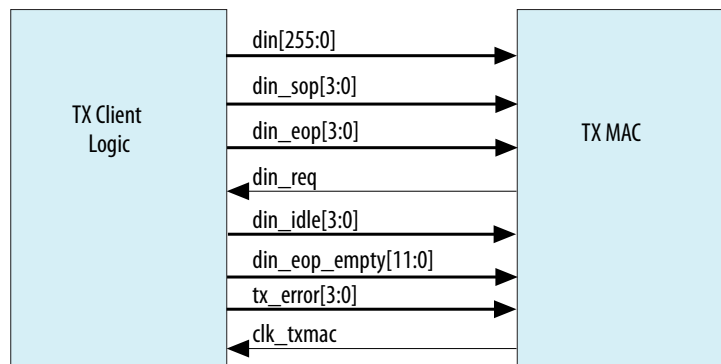 TX Client
Logic
din[255:0]
din_sop[3:0]
din_eop[3:0]
din_req
din_idle[3:0]
din_eop_empty[11:0]
tx_error[3:0]
clk_txmac
TX MAC